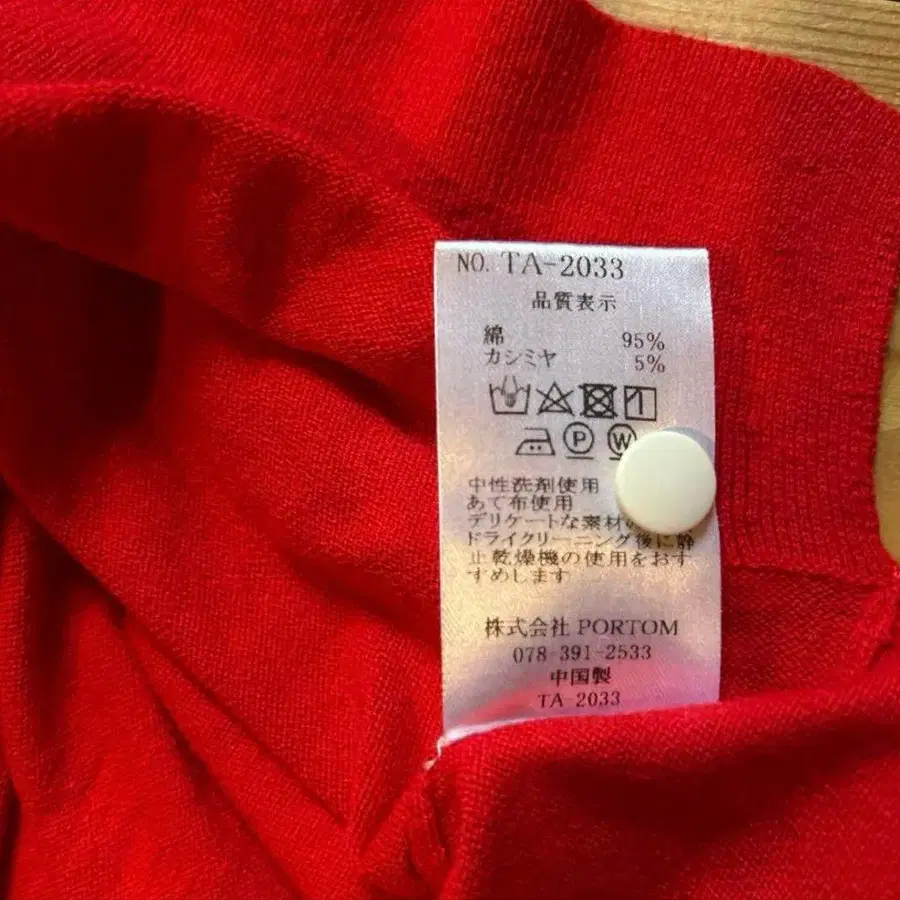 NO. TA-2033
品質表示
綿 95%
カシミヤ 5%
P W
中性洗剤使用
あて布使用
デリケートな素材
ドライクリーニング後に静
止乾燥機の使用をおす
すめします
株式会社 PORTOM
078-391-2533
中国製
TA-2033